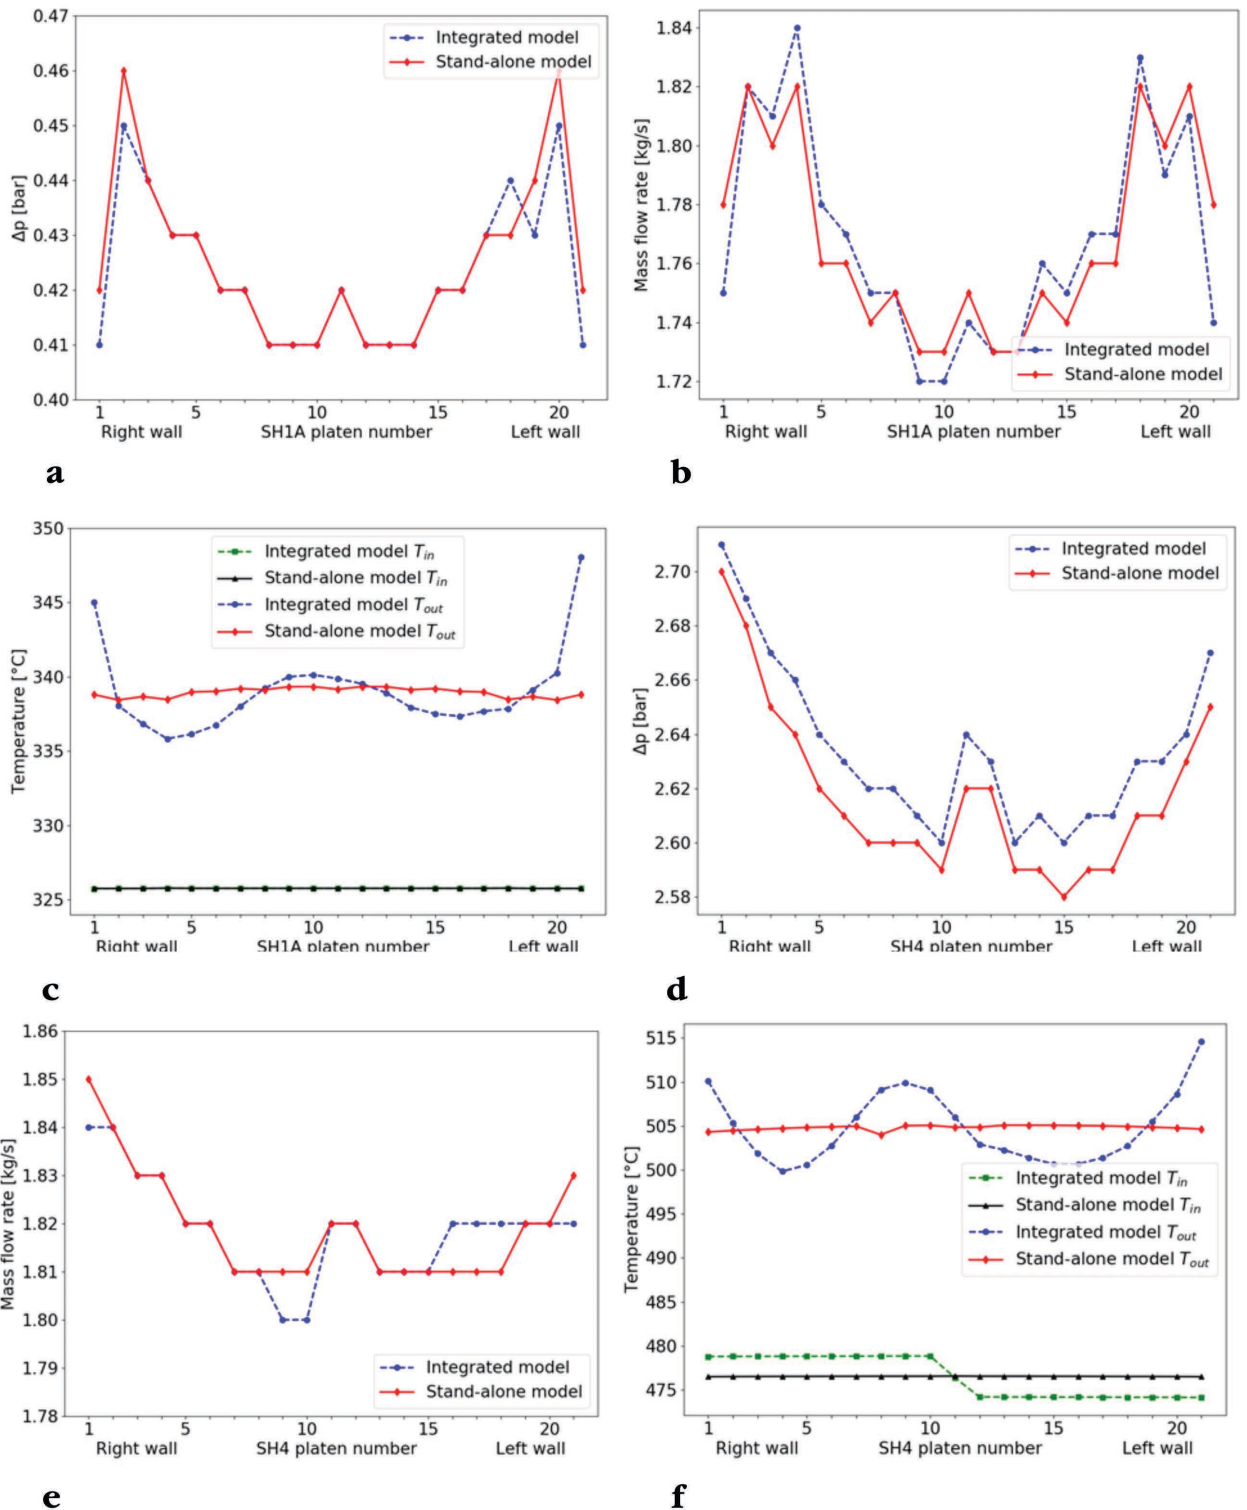 0.47
0.46
0.45
0.44
0.43
0.42
0.41
0.40
Δp [bar]
Integrated model
Stand-alone model
1 5 10 15 20
Right wall SH1A platen number Left wall
a
1.84
1.82
1.80
1.78
1.76
1.74
1.72
Mass flow rate [kg/s]
Integrated model
Stand-alone model
1 5 10 15 20
Right wall SH1A platen number Left wall
b
350
345
340
335
330
325
Temperature [°C]
Integrated model Tin
Stand-alone model Tin
Integrated model Tout
Stand-alone model Tout
1 5 10 15 20
Right wall SH1A platen number Left wall
c
2.70
2.68
2.66
2.64
2.62
2.60
2.58
Δp [bar]
Integrated model
Stand-alone model
1 5 10 15 20
Right wall SH4 platen number Left wall
d
1.86
1.85
1.84
1.83
1.82
1.81
1.80
1.79
1.78
Mass flow rate [kg/s]
Integrated model
Stand-alone model
1 5 10 15 20
Right wall SH4 platen number Left wall
e
515
510
505
500
495
490
485
480
475
Temperature [°C]
Integrated model Tin
Stand-alone model Tin
Integrated model Tout
Stand-alone model Tout
1 5 10 15 20
Right wall SH4 platen number Left wall
f